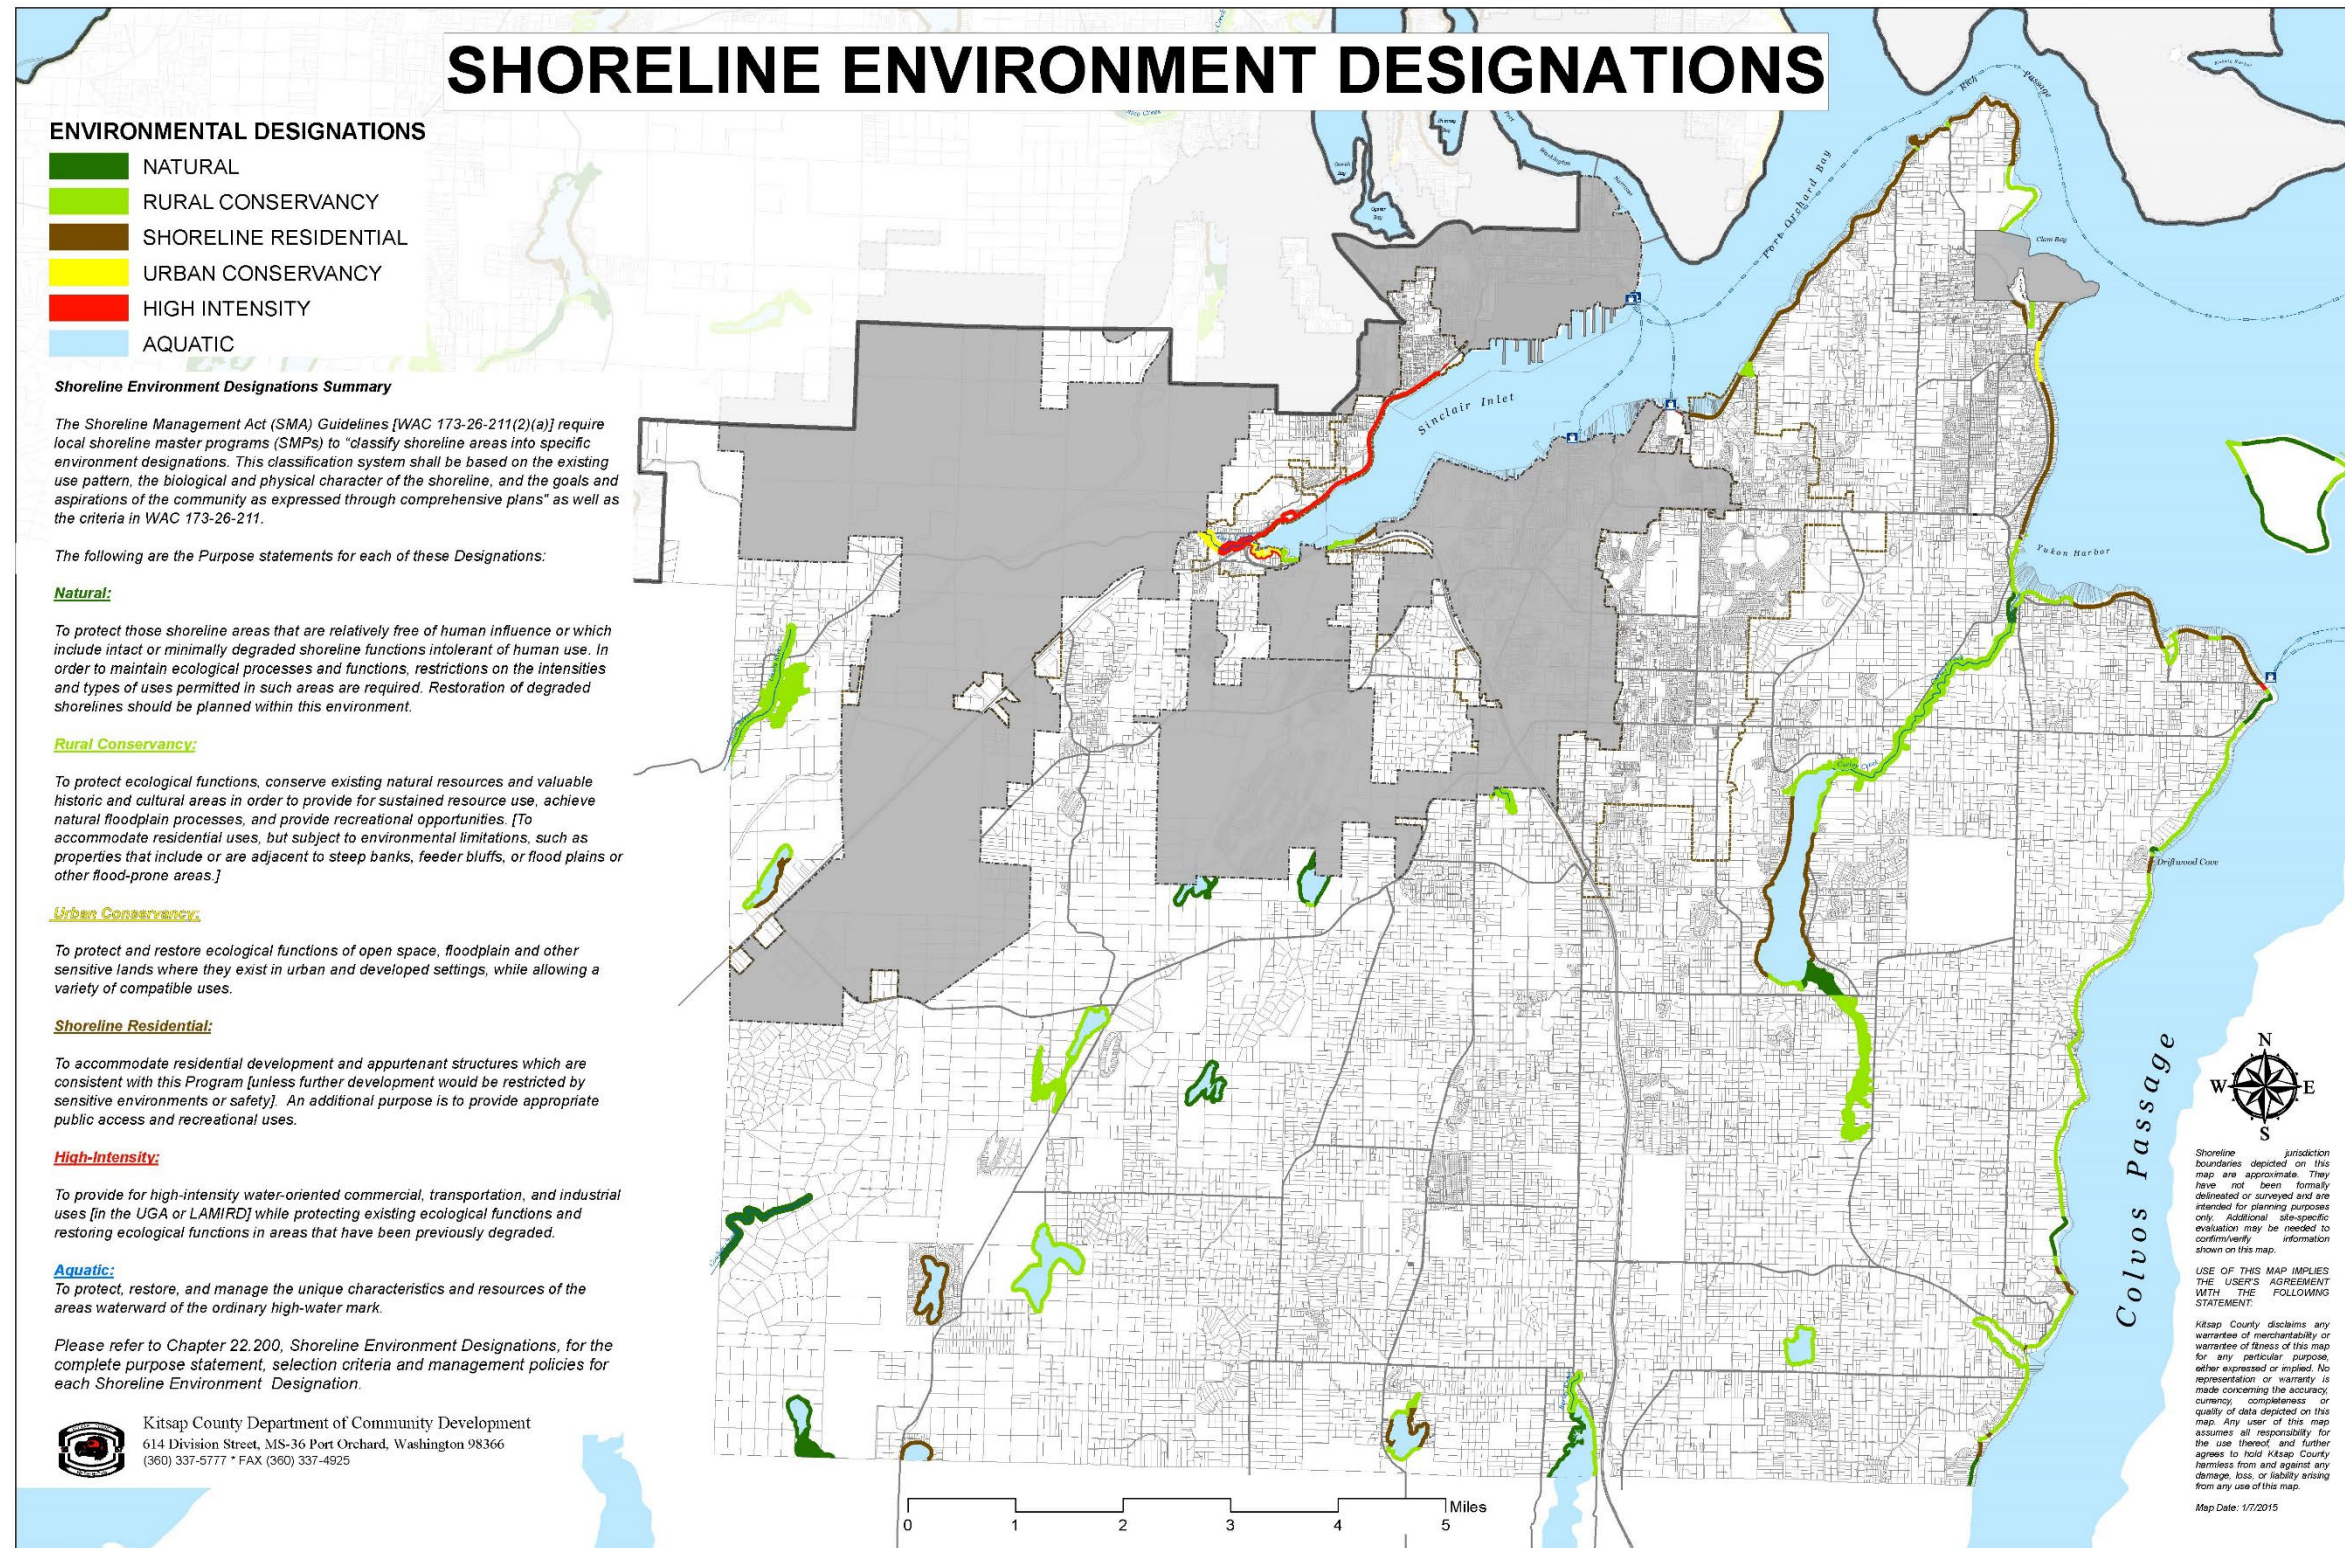 SHORELINE ENVIRONMENT DESIGNATIONS
ENVIRONMENTAL DESIGNATIONS
NATURAL
RURAL CONSERVANCY
SHORELINE RESIDENTIAL
URBAN CONSERVANCY
HIGH INTENSITY
AQUATIC
Shoreline Environment Designations Summary
The Shoreline Management Act (SMA) Guidelines [WAC 173-26-211(2)(a)] require
local shoreline master programs (SMPs) to "classify shoreline areas into specific
environment designations. This classification system shall be based on the existing
use pattern, the biological and physical character of the shoreline, and the goals and
aspirations of the community as expressed through comprehensive plans" as well as
the criteria in WAC 173-26-211.
The following are the Purpose statements for each of these Designations:
Natural:
To protect those shoreline areas that are relatively free of human influence or which
include intact or minimally degraded shoreline functions intolerant of human use. In
order to maintain ecological processes and functions, restrictions on the intensities
and types of uses permitted in such areas are required. Restoration of degraded
shorelines should be planned within this environment.
Rural Conservancy:
To protect ecological functions, conserve existing natural resources and valuable
historic and cultural areas in order to provide for sustained resource use, achieve
natural floodplain processes, and provide recreational opportunities. [To
accommodate residential uses, but subject to environmental limitations, such as
properties that include or are adjacent to steep banks, feeder bluffs, or flood plains or
other flood-prone areas.]
Urban Conservancy:
To protect and restore ecological functions of open space, floodplain and other
sensitive lands where they exist in urban and developed settings, while allowing a
variety of compatible uses.
Shoreline Residential:
To accommodate residential development and appurtenant structures which are
consistent with this Program [unless further development would be restricted by
sensitive environments or safety]. An additional purpose is to provide appropriate
public access and recreational uses.
High-Intensity:
To provide for high-intensity water-oriented commercial, transportation, and industrial
uses [in the UGA or LAMIRD] while protecting existing ecological functions and
restoring ecological functions in areas that have been previously degraded.
Aquatic:
To protect, restore, and manage the unique characteristics and resources of the
areas waterward of the ordinary high-water mark.
Please refer to Chapter 22.200, Shoreline Environment Designations, for the
complete purpose statement, selection criteria and management policies for
each Shoreline Environment Designation.
Kitsap County Department of Community Development
614 Division Street, MS-36 Port Orchard, Washington 98366
(360) 337-5777 * FAX (360) 337-4925
Rich Passage
Port Orchard Bay
Port Washington Narrows
Clam Bay
Sinclair Inlet
Yukon Harbor
Curley Creek
Driftwood Cove
Colvos Passage
N
W E
S
0 1 2 3 4 5 Miles
Shoreline jurisdiction
boundaries depicted on this
map are approximate. They
have not been formally
delineated or surveyed and are
intended for planning purposes
only. Additional site-specific
evaluation may be needed to
confirm/verify information
shown on this map.
USE OF THIS MAP IMPLIES
THE USER'S AGREEMENT
WITH THE FOLLOWING
STATEMENT:
Kitsap County disclaims any
warrantee of merchantability or
warrantee of fitness of this map
for any particular purpose,
either expressed or implied. No
representation or warranty is
made concerning the accuracy,
currency, completeness or
quality of data depicted on this
map. Any user of this map
assumes all responsibility for
the use thereof, and further
agrees to hold Kitsap County
harmless from and against any
damage, loss, or liability arising
from any use of this map.
Map Date: 1/7/2015